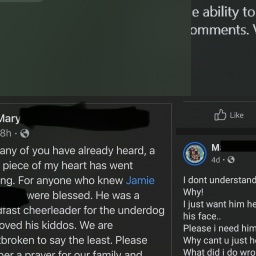 e ability to
omments. V
Like
Mary
8h ·
any of you have already heard, a
piece of my heart has went
ng. For anyone who knew Jamie
were blessed. He was a
fast cheerleader for the underdog
loved his kiddos. We are
tbroken to say the least. Please
er a prayer for our family and
M
4d ·
I dont understand
Why!
I just want him he
his face..
Please i need him
Why cant u just h
What did i do wro